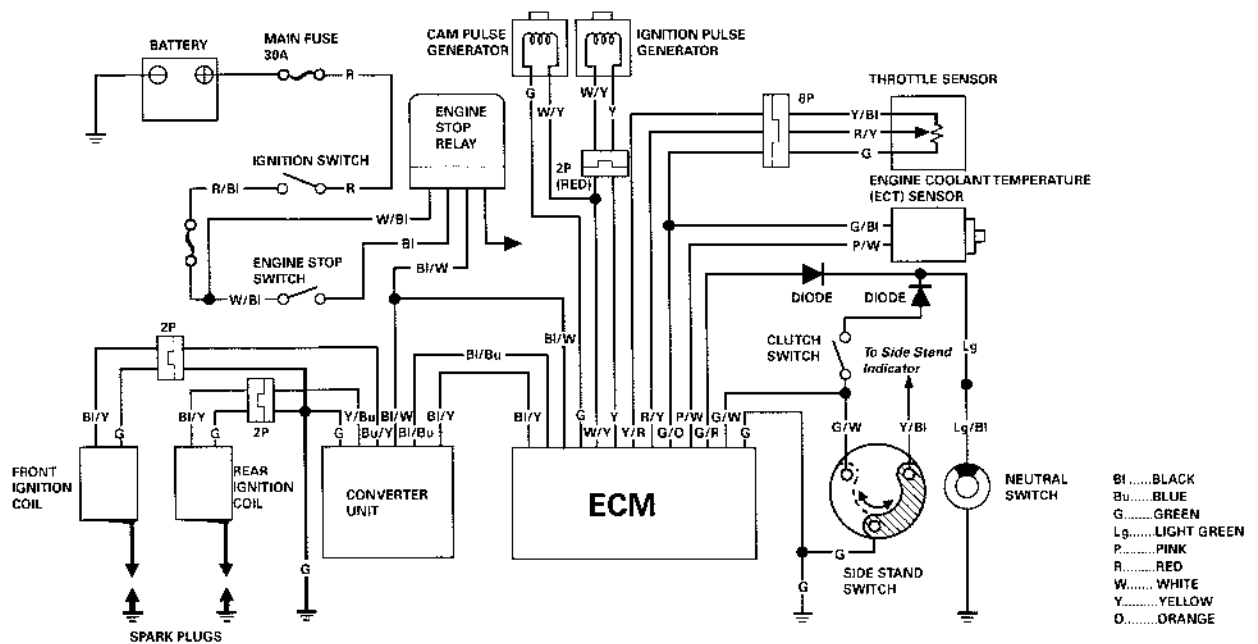 BATTERY
MAIN FUSE
30A
R
CAM PULSE
GENERATOR
IGNITION PULSE
GENERATOR
G
W/Y
W/Y
Y
ENGINE
STOP
RELAY
2P
(RED)
8P
THROTTLE SENSOR
Y/Bl
R/Y
G
ENGINE COOLANT TEMPERATURE
(ECT) SENSOR
G/Bl
P/W
IGNITION SWITCH
R/Bl
R
W/Bl
Bl
Bl/W
ENGINE STOP
SWITCH
W/Bl
DIODE
DIODE
CLUTCH
SWITCH
To Side Stand
Indicator
Lg
2P
Bl/W
Bl/Bu
Bl/Y
G
Bl/Y
G
2P
G
Y/Bu
Bu/Y
Bl/W
Bl/Bu
Bl/Y
Bl/Y
G
W/Y
Y
Y/R
R/Y
G/O
P/W
G/R
G/W
G
G/W
Y/Bl
Lg/Bl
FRONT
IGNITION
COIL
REAR
IGNITION
COIL
CONVERTER
UNIT
ECM
NEUTRAL
SWITCH
G
G
G
SIDE STAND
SWITCH
SPARK PLUGS
Bl......BLACK
Bu......BLUE
G........GREEN
Lg.......LIGHT GREEN
P.........PINK
R.........RED
W........WHITE
Y..........YELLOW
O.........ORANGE